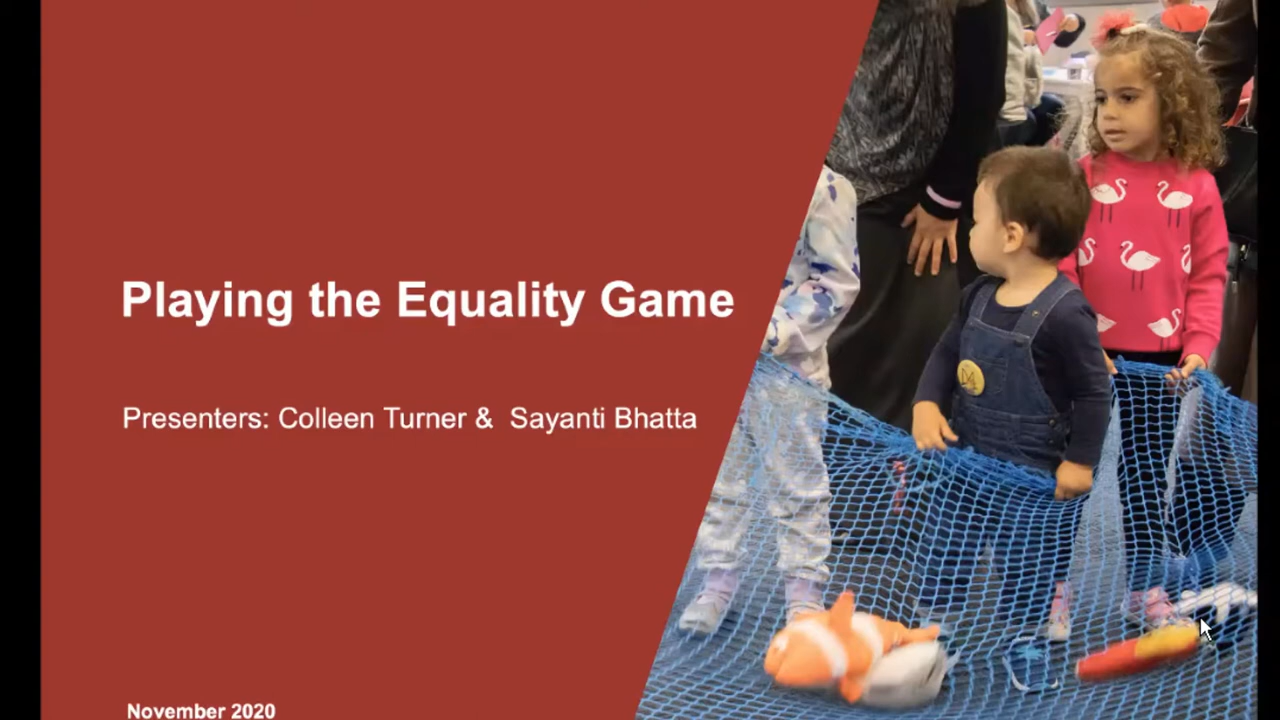 Playing the Equality Game
Presenters: Colleen Turner & Sayanti Bhatta
November 2020